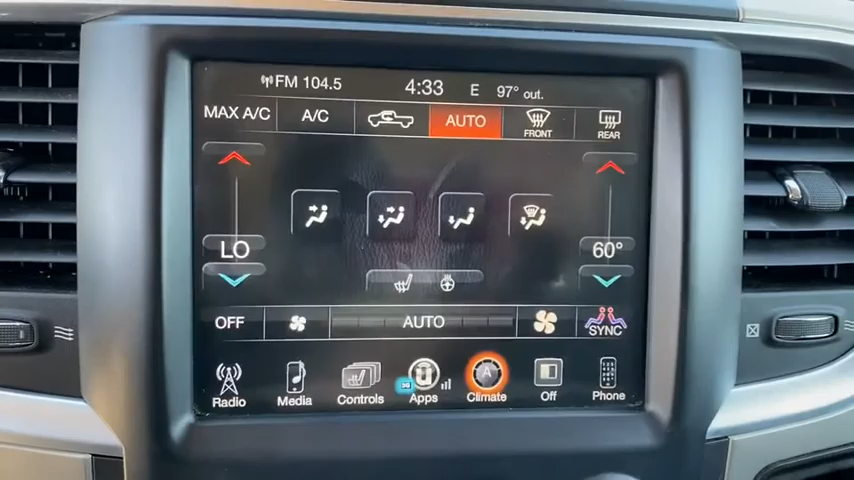 FM 104.5 4:33 E 97° out.
MAX A/C A/C AUTO FRONT REAR
LO 60°
OFF AUTO SYNC
A
3G
Radio Media Controls Apps Climate Off Phone